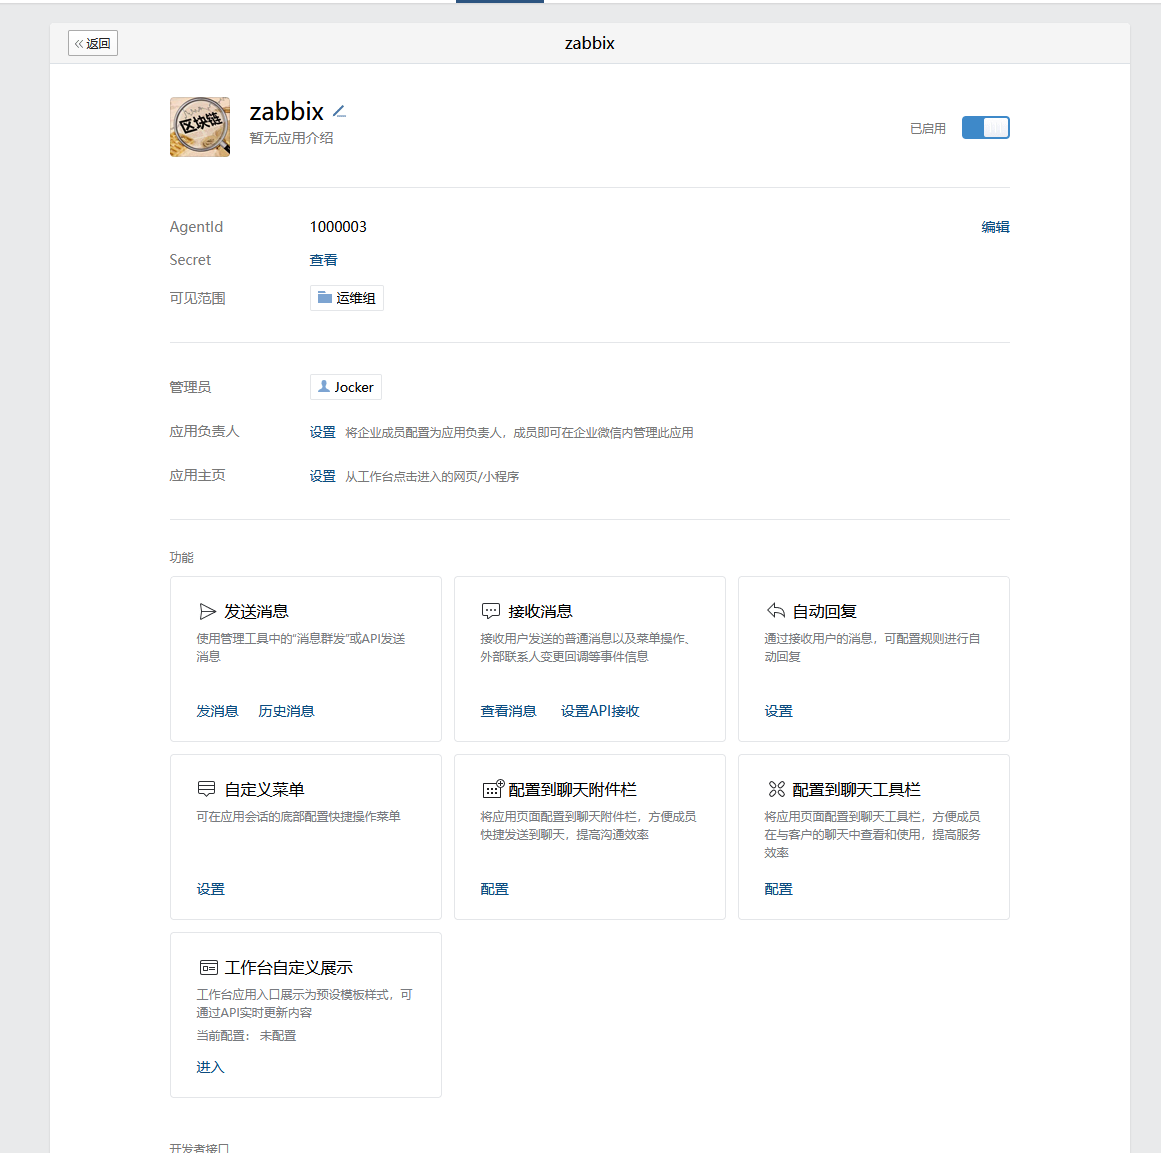 返回
zabbix
区块链
zabbix
暂无应用介绍
已启用
AgentId 1000003 编辑
Secret 查看
可见范围 运维组
管理员 Jocker
应用负责人 设置 将企业成员配置为应用负责人，成员即可在企业微信内管理此应用
应用主页 设置 从工作台点击进入的网页/小程序
功能
发送消息
使用管理工具中的“消息群发”或API发送
消息
发消息 历史消息
接收消息
接收用户发送的普通消息以及菜单操作、
外部联系人变更回调等事件信息
查看消息 设置API接收
自动回复
通过接收用户的消息，可配置规则进行自
动回复
设置
自定义菜单
可在应用会话的底部配置快捷操作菜单
设置
配置到聊天附件栏
将应用页面配置到聊天附件栏，方便成员
快捷发送到聊天，提高沟通效率
配置
配置到聊天工具栏
将应用页面配置到聊天工具栏，方便成员
在与客户的聊天中查看和使用，提高服务
效率
配置
工作台自定义展示
工作台应用入口展示为预设模板样式，可
通过API实时更新内容
当前配置： 未配置
进入
开发者接口